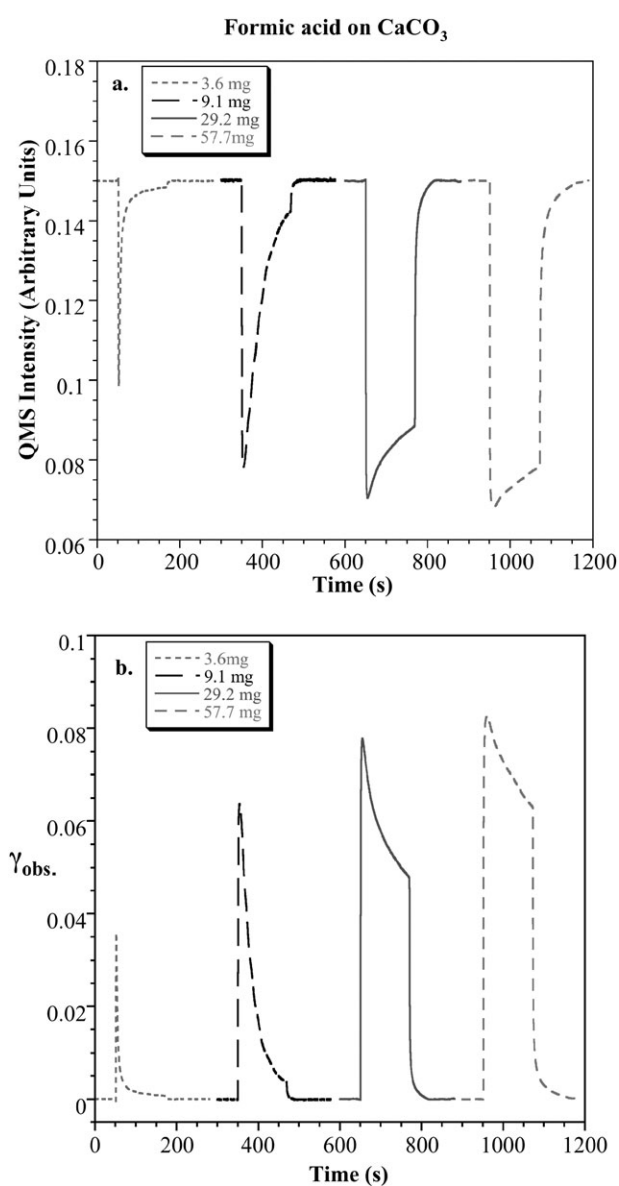 Formic acid on CaCO3
a.
3.6 mg
9.1 mg
29.2 mg
57.7mg
QMS Intensity (Arbitrary Units)
0.18
0.16
0.14
0.12
0.1
0.08
0.06
0 200 400 600 800 1000 1200
Time (s)
b.
3.6mg
9.1 mg
29.2 mg
57.7 mg
γobs.
0.1
0.08
0.06
0.04
0.02
0
0 200 400 600 800 1000 1200
Time (s)